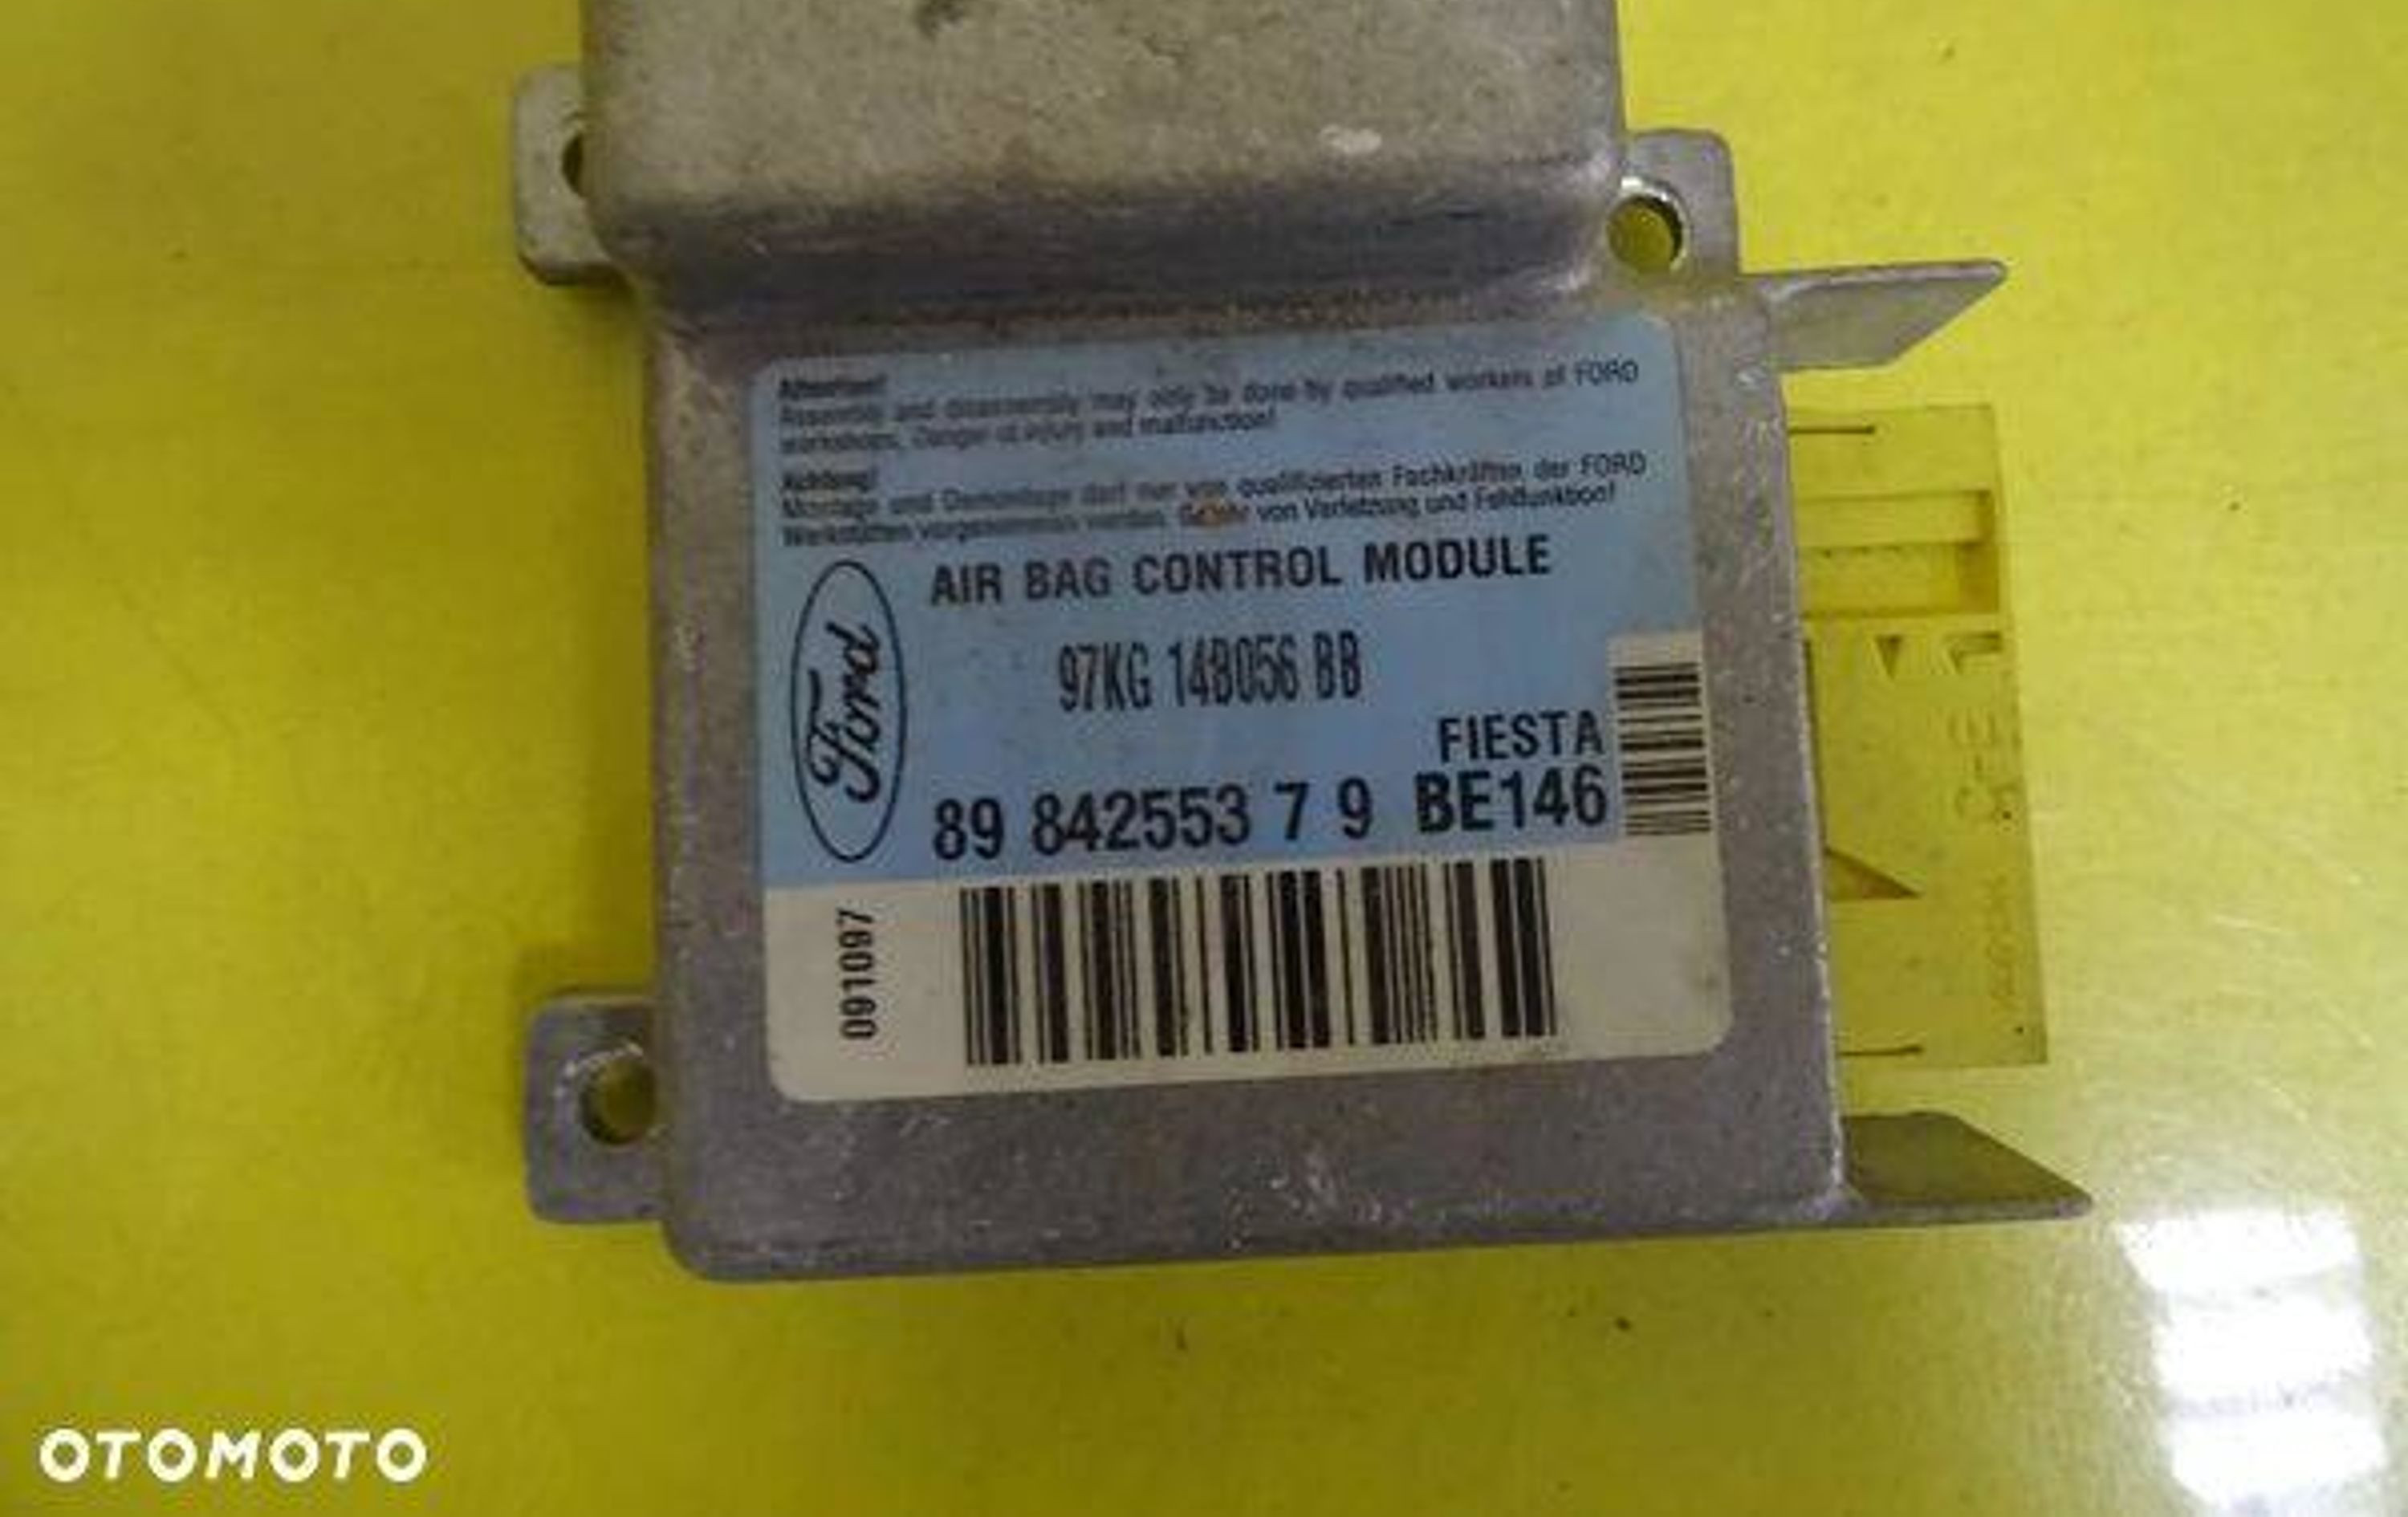 Attention!
Assembly and disassembly may only be done by qualified workers of FORD
workshops. Danger of injury and malfunction!
Achtung!
Montage und Demontage darf nur von qualifizierten Fachkräften der FORD
Werkstätten vorgenommen werden. Gefahr von Verletzung und Fehlfunktion!
AIR BAG CONTROL MODULE
Ford
97KG 14B056 BB
FIESTA
89 842553 7 9 BE146
091097
OTOMOTO